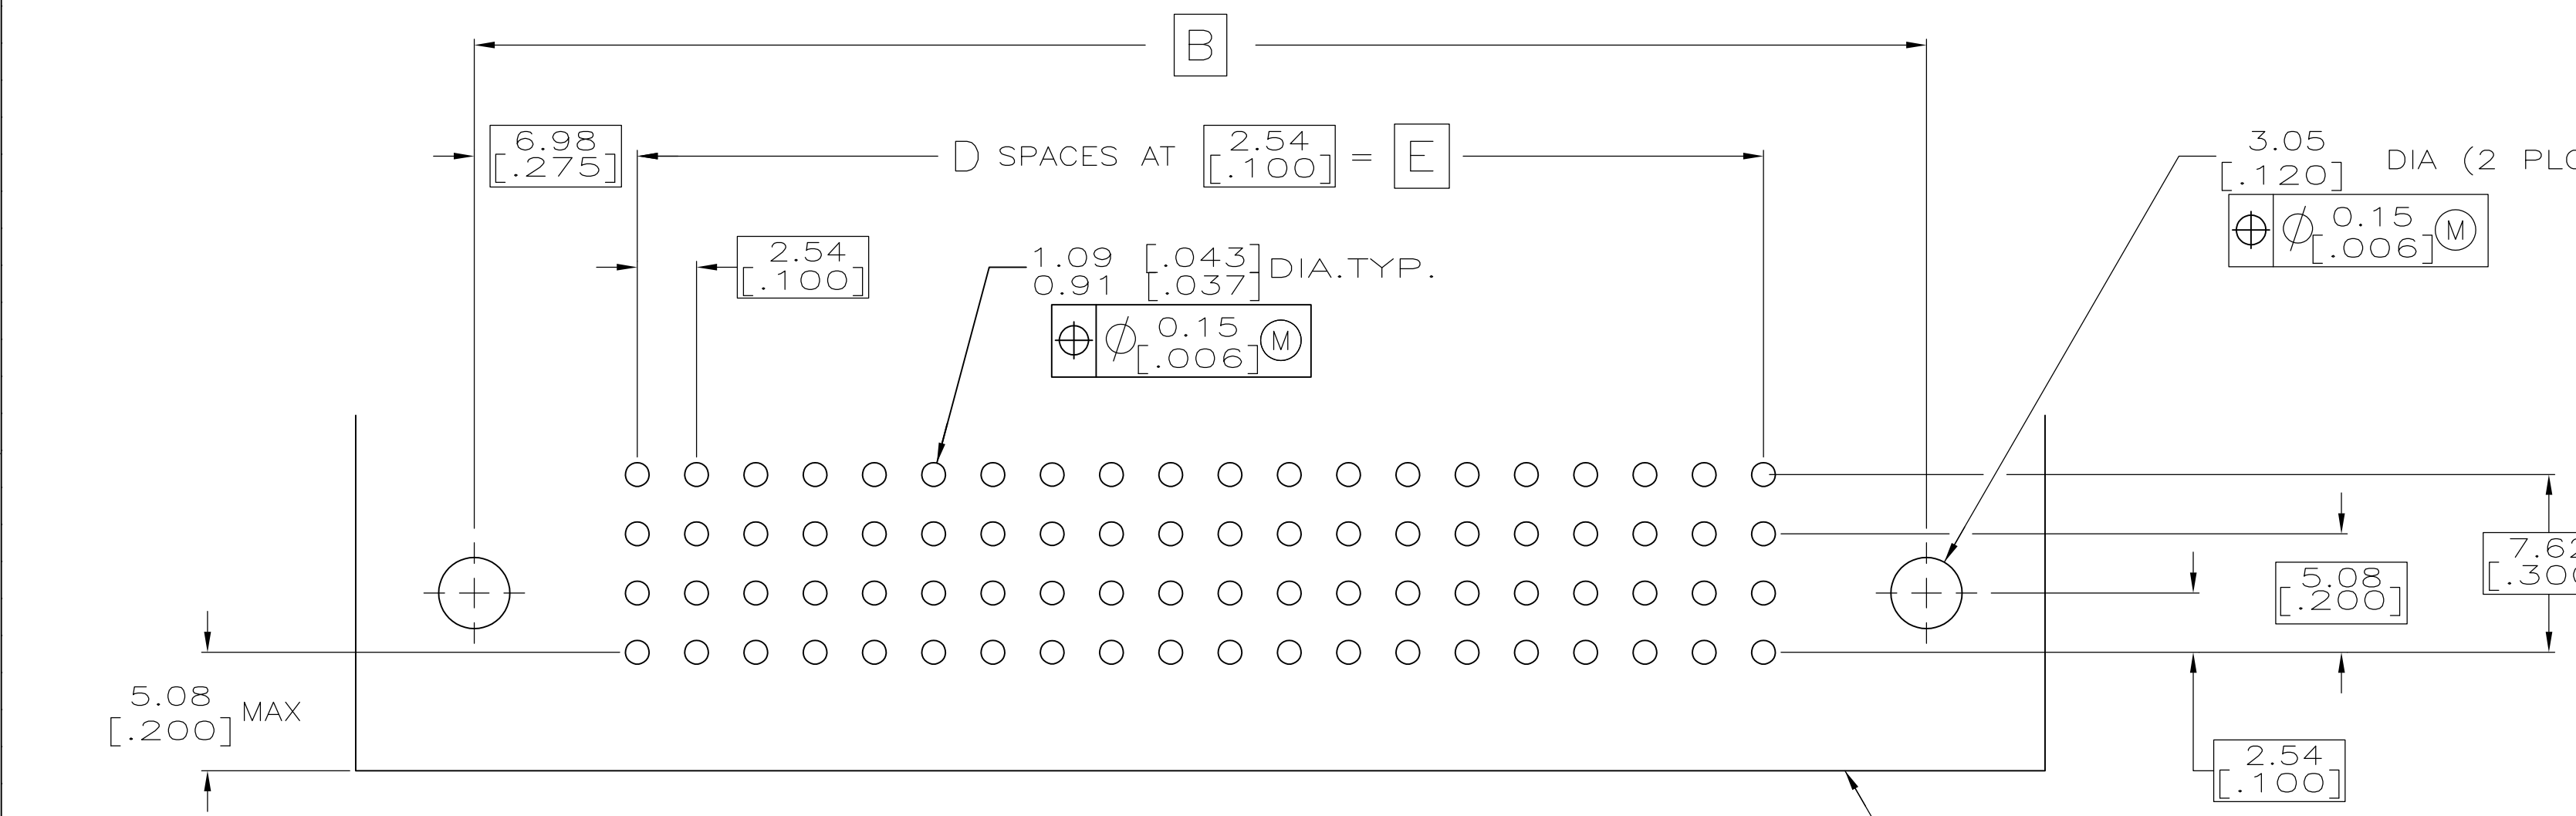 B
6.98
[.275]
D SPACES AT 2.54 [.100] = E
3.05
[.120] DIA (2
2.54
[.100]
1.09 [.043]
0.91 [.037] DIA.TYP.
⌀ 0.15 Ⓜ
[.006]
⌀ 0.15 Ⓜ
[.006]
5.08
[.200]
5.08
[.200] MAX
2.54
[.100]